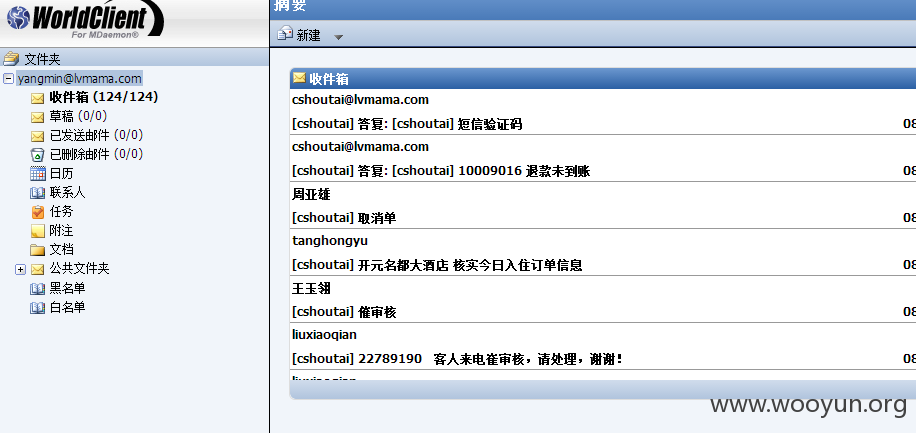 WorldClient
For MDaemon®
文件夹
yangmin@lvmama.com
收件箱 (124/124)
草稿 (0/0)
已发送邮件 (0/0)
已删除邮件 (0/0)
日历
联系人
任务
附注
文档
公共文件夹
黑名单
白名单
摘要
新建
收件箱
cshoutai@lvmama.com
[cshoutai] 答复: [cshoutai] 短信验证码 08
cshoutai@lvmama.com
[cshoutai] 答复: [cshoutai] 10009016 退款未到账 08
周亚雄
[cshoutai] 取消单 08
tanghongyu
[cshoutai] 开元名都大酒店 核实今日入住订单信息 08
王玉翎
[cshoutai] 催审核 08
liuxiaoqian
[cshoutai] 22789190 客人来电催审核，请处理，谢谢！ 08
www.wooyun.org